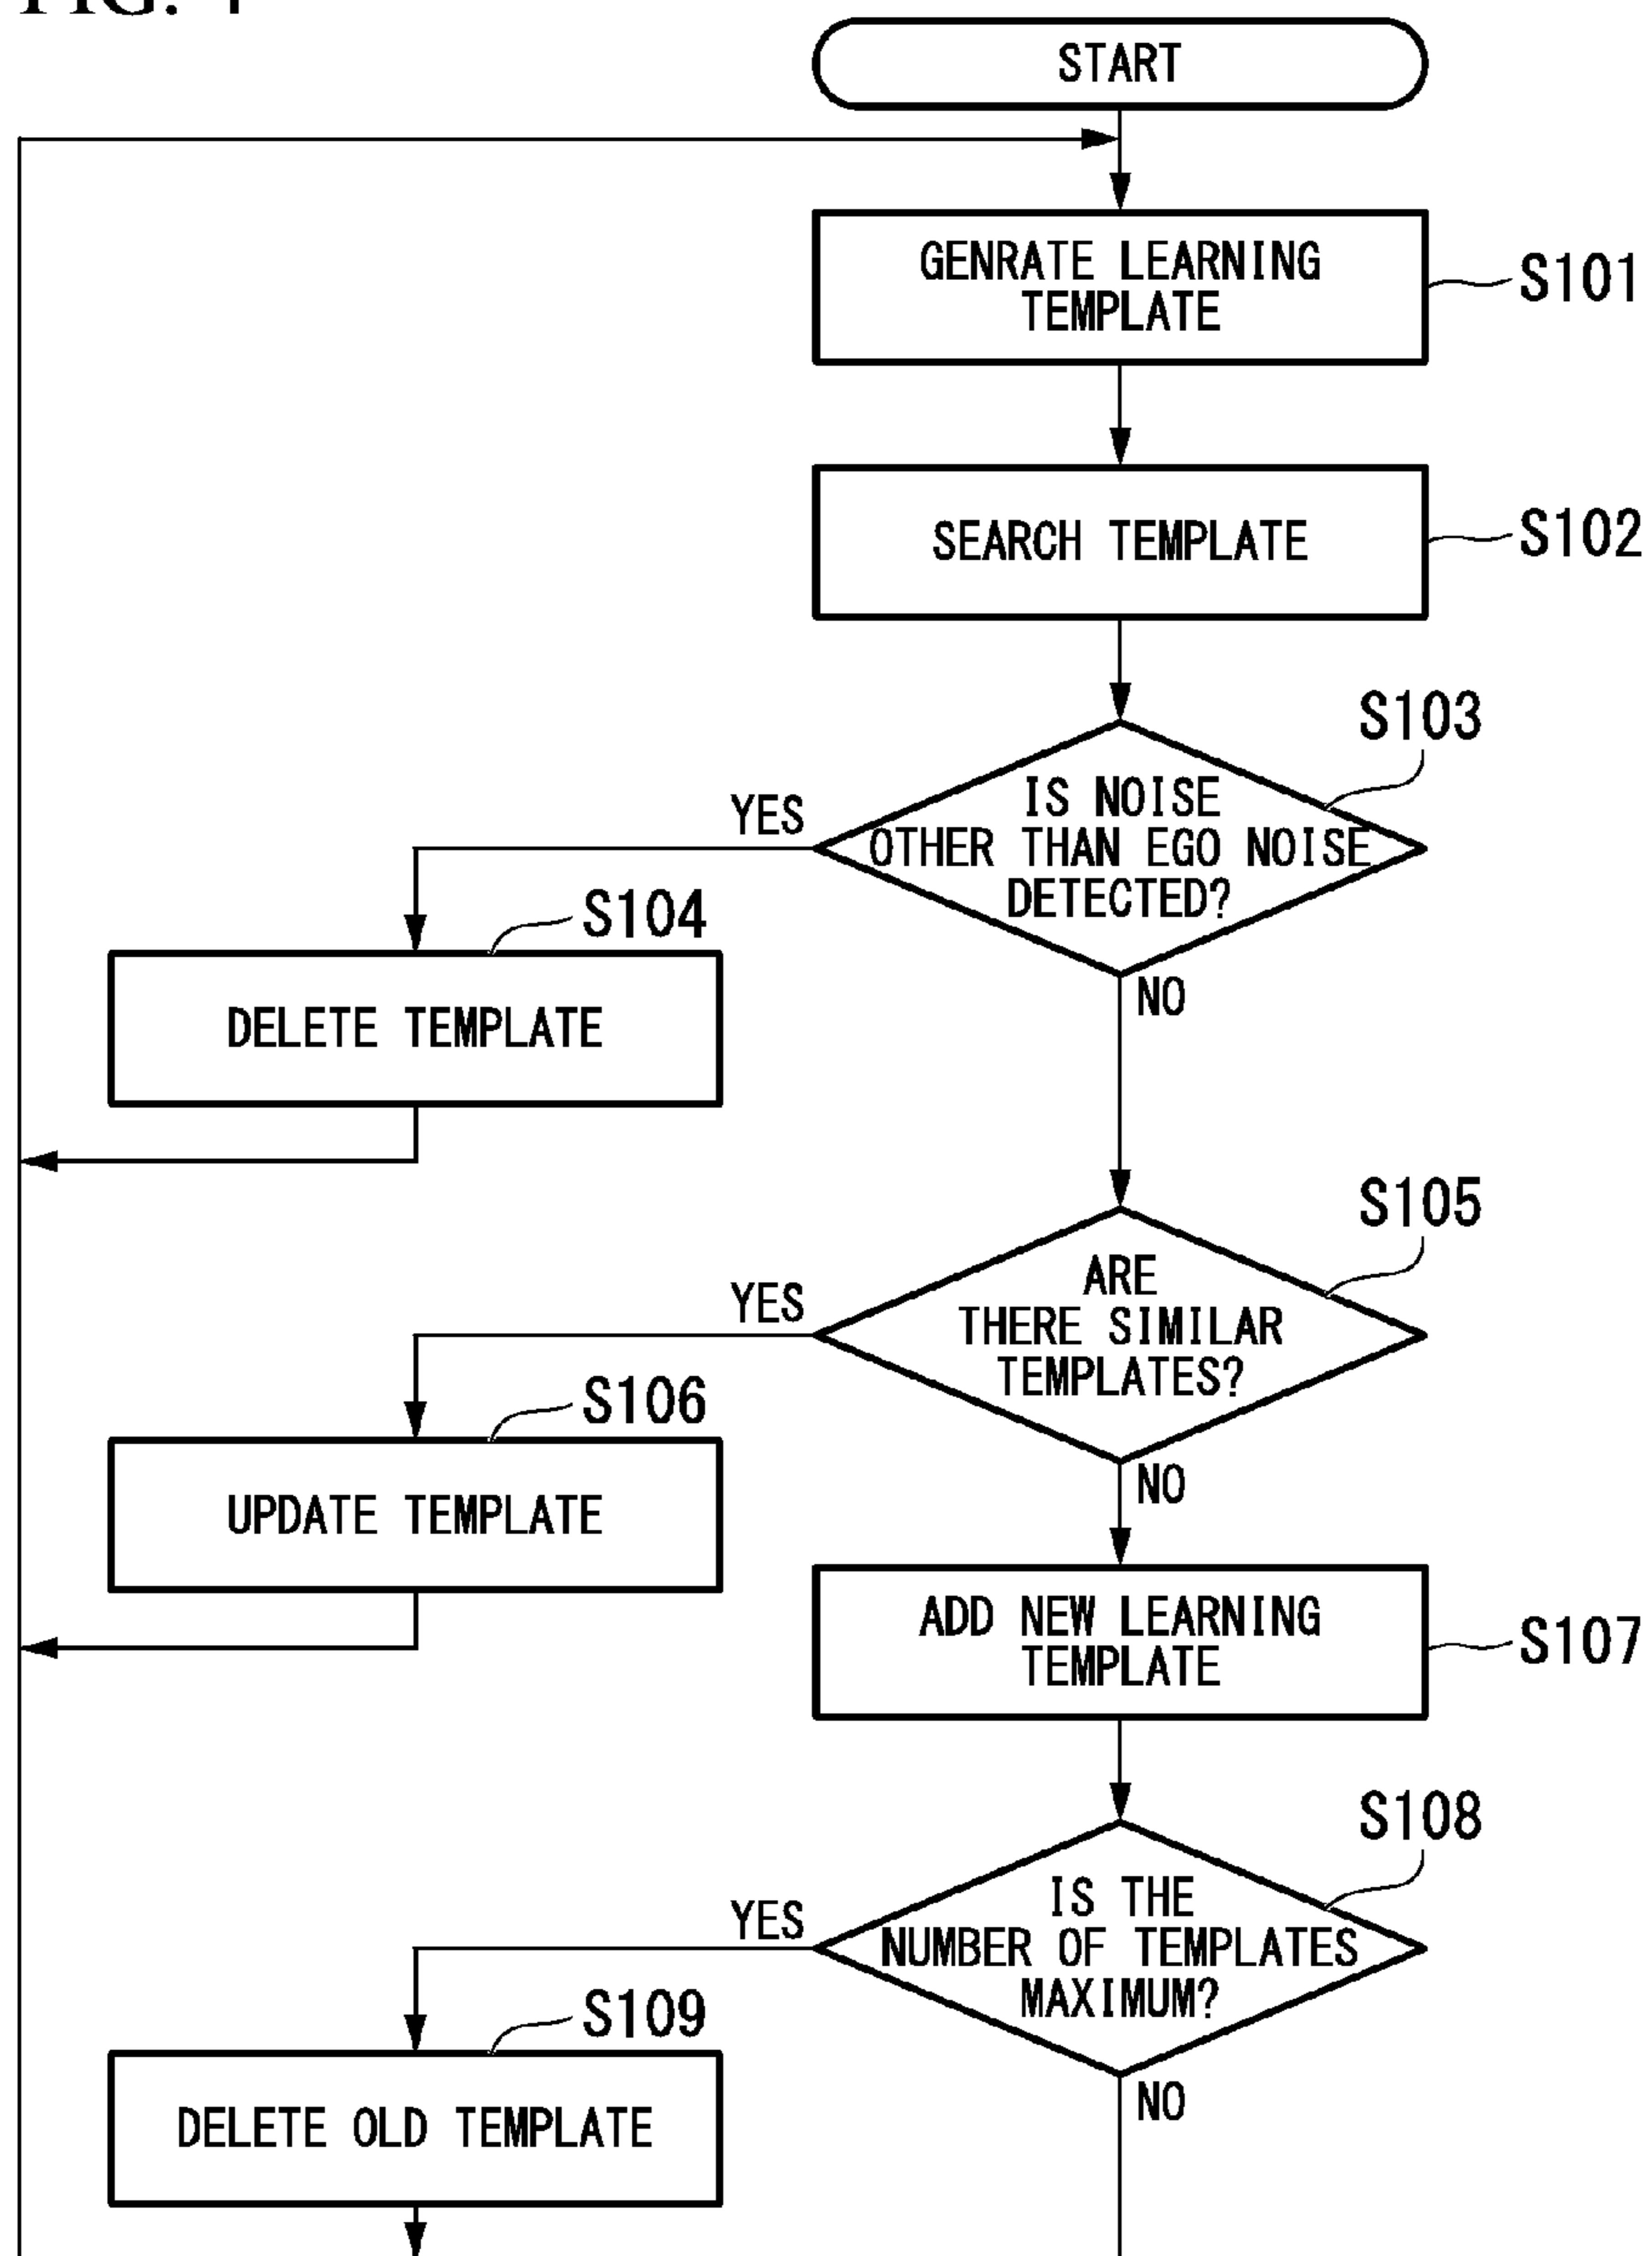 FIG. 4
START
GENRATE LEARNING
TEMPLATE
S101
SEARCH TEMPLATE
S102
S103
IS NOISE
OTHER THAN EGO NOISE
DETECTED?
YES
NO
S104
DELETE TEMPLATE
S105
ARE
THERE SIMILAR
TEMPLATES?
YES
NO
S106
UPDATE TEMPLATE
ADD NEW LEARNING
TEMPLATE
S107
S108
IS THE
NUMBER OF TEMPLATES
MAXIMUM?
YES
NO
S109
DELETE OLD TEMPLATE